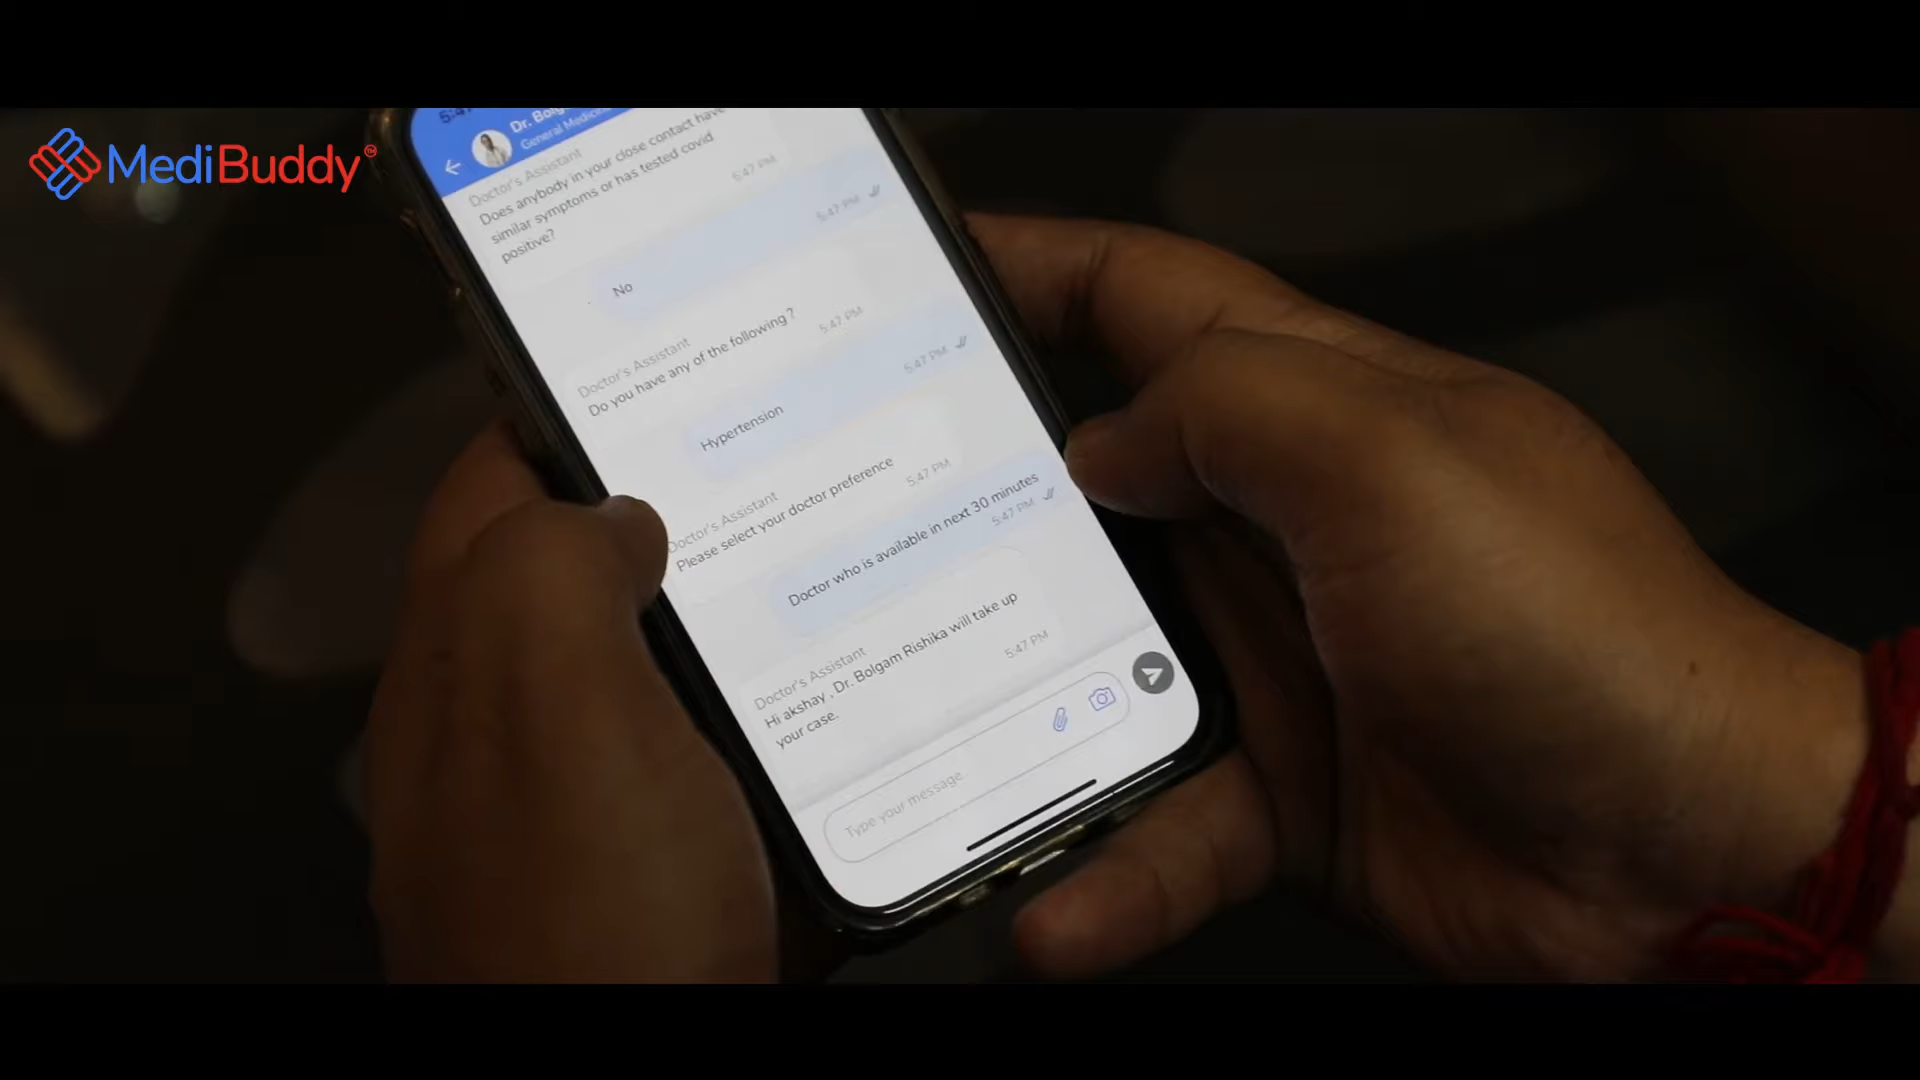 MediBuddy™
5:47
Dr. Bolg
General Medicine
Doctor's Assistant
Does anybody in your close contact have
similar symptoms or has tested covid
positive?
5:47 PM
No
5:47 PM
Doctor's Assistant
Do you have any of the following ?
5:47 PM
Hypertension
5:47 PM
Doctor's Assistant
Please select your doctor preference
5:47 PM
Doctor who is available in next 30 minutes
5:47 PM
Doctor's Assistant
Hi akshay , Dr. Bolgam Rishika will take up
your case.
5:47 PM
Type your message...